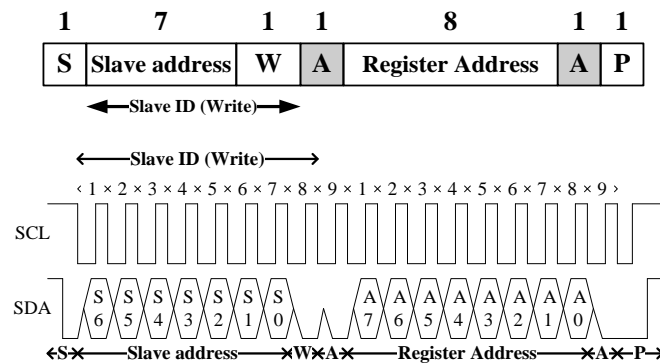 1 7 1 1 8 1 1
S Slave address W A Register Address A P
Slave ID (Write)
Slave ID (Write)
1 × 2 × 3 × 4 × 5 × 6 × 7 × 8 × 9 × 1 × 2 × 3 × 4 × 5 × 6 × 7 × 8 × 9
SCL
SDA
S6 S5 S4 S3 S2 S1 S0 A7 A6 A5 A4 A3 A2 A1 A0
S Slave address W A Register Address A P